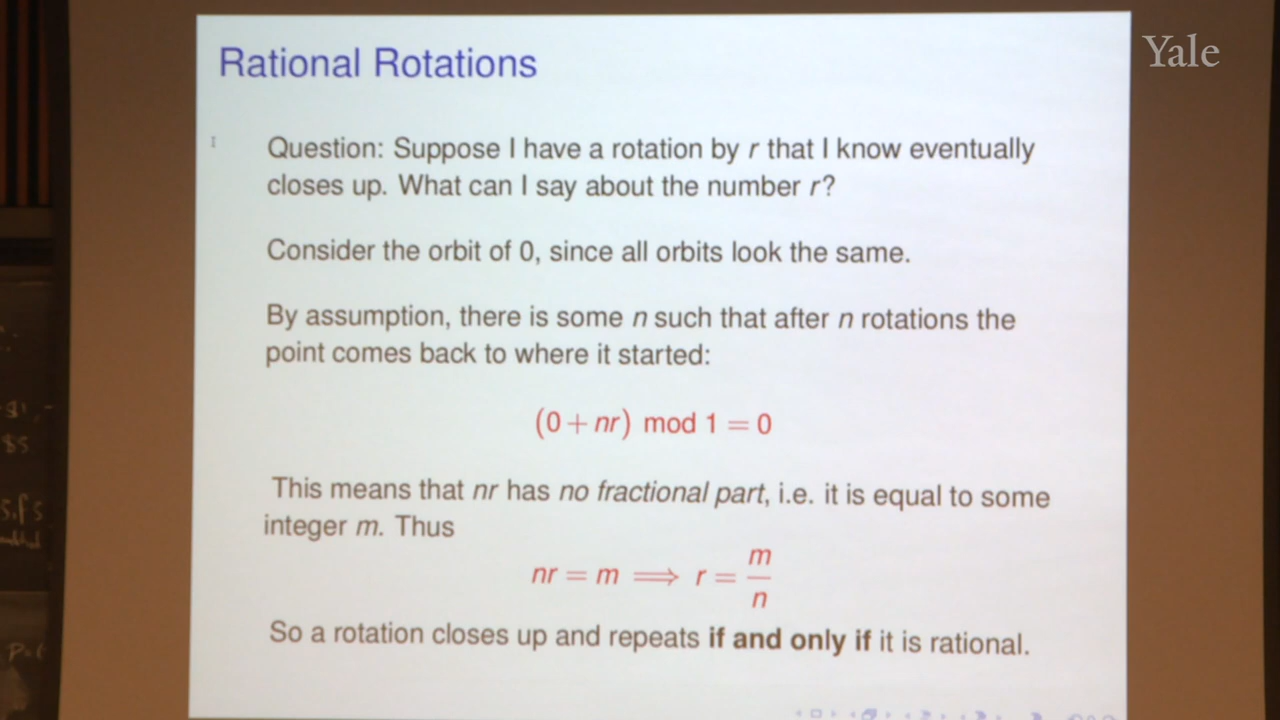 Yale
Rational Rotations
Question: Suppose I have a rotation by r that I know eventually
closes up. What can I say about the number r?
Consider the orbit of 0, since all orbits look the same.
By assumption, there is some n such that after n rotations the
point comes back to where it started:
(0 + nr) mod 1 = 0
This means that nr has no fractional part, i.e. it is equal to some
integer m. Thus
nr = m ⟹ r = m/n
So a rotation closes up and repeats if and only if it is rational.